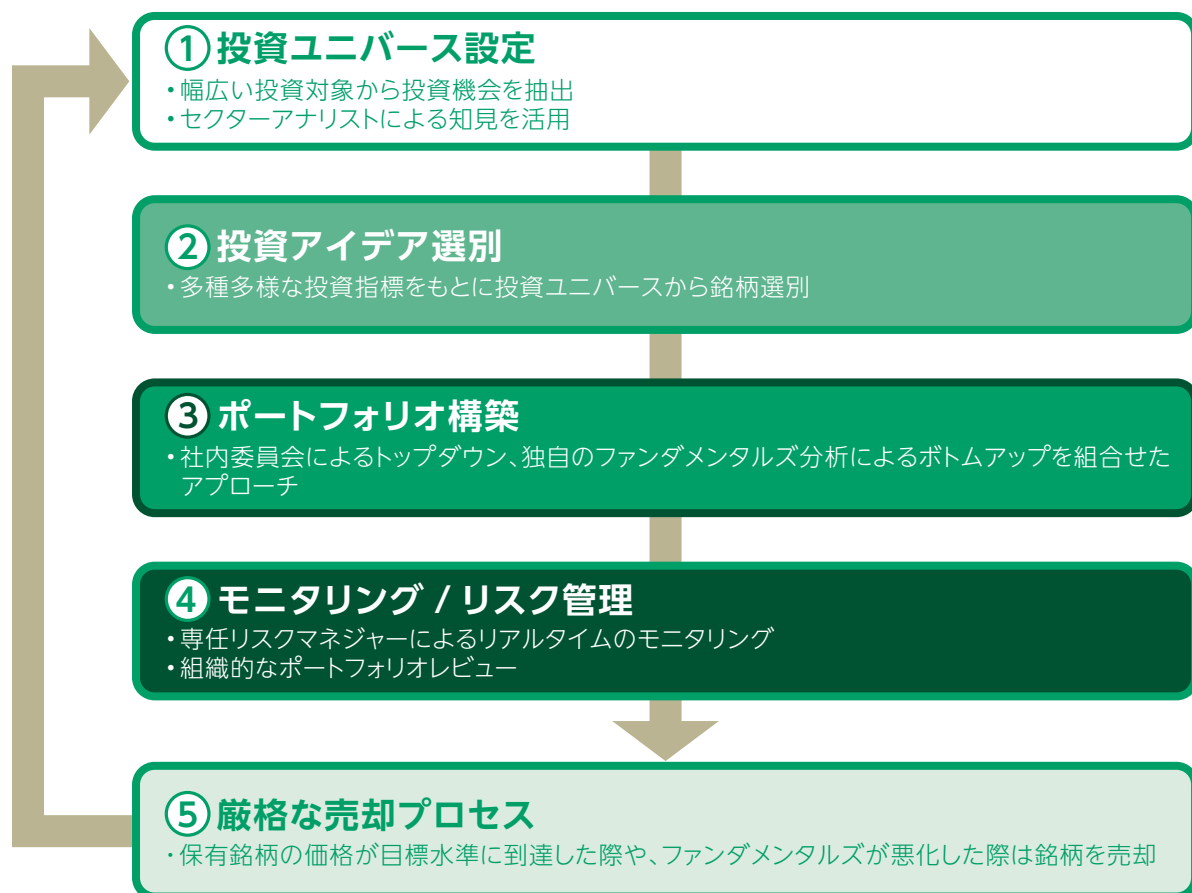 ①投資ユニバース設定
・幅広い投資対象から投資機会を抽出
・セクターアナリストによる知見を活用
②投資アイデア選別
・多種多様な投資指標をもとに投資ユニバースから銘柄選別
③ポートフォリオ構築
・社内委員会によるトップダウン、独自のファンダメンタルズ分析によるボトムアップを組合せた
アプローチ
④モニタリング / リスク管理
・専任リスクマネジャーによるリアルタイムのモニタリング
・組織的なポートフォリオレビュー
⑤厳格な売却プロセス
・保有銘柄の価格が目標水準に到達した際や、ファンダメンタルズが悪化した際は銘柄を売却